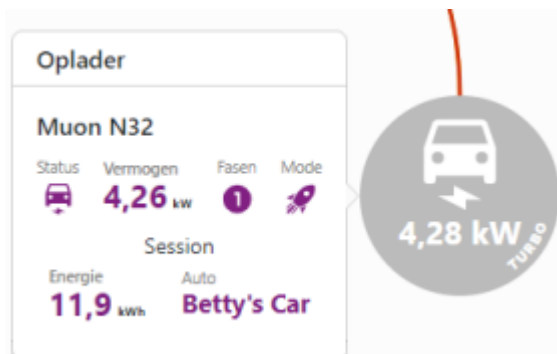 Oplader
Muon N32
Status Vermogen Fasen Mode
4,26 kW 1
Session
Energie Auto
11,9 kWh Betty's Car
4,28 kW
TURBO